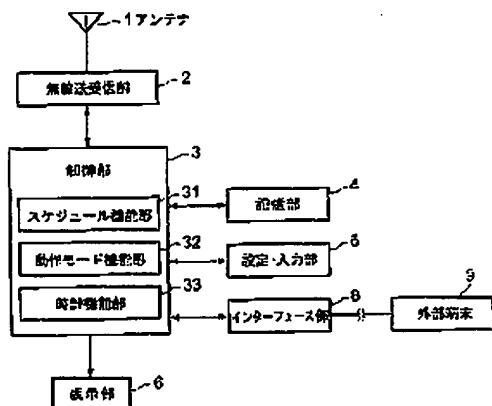 1 アンテナ
2
無線送受信部
3
制御部
31
スケジュール機能部
4
記憶部
32
動作モード機能部
5
設定・入力部
33
時計機能部
8
インターフェース部
9
外部端末
6
表示部